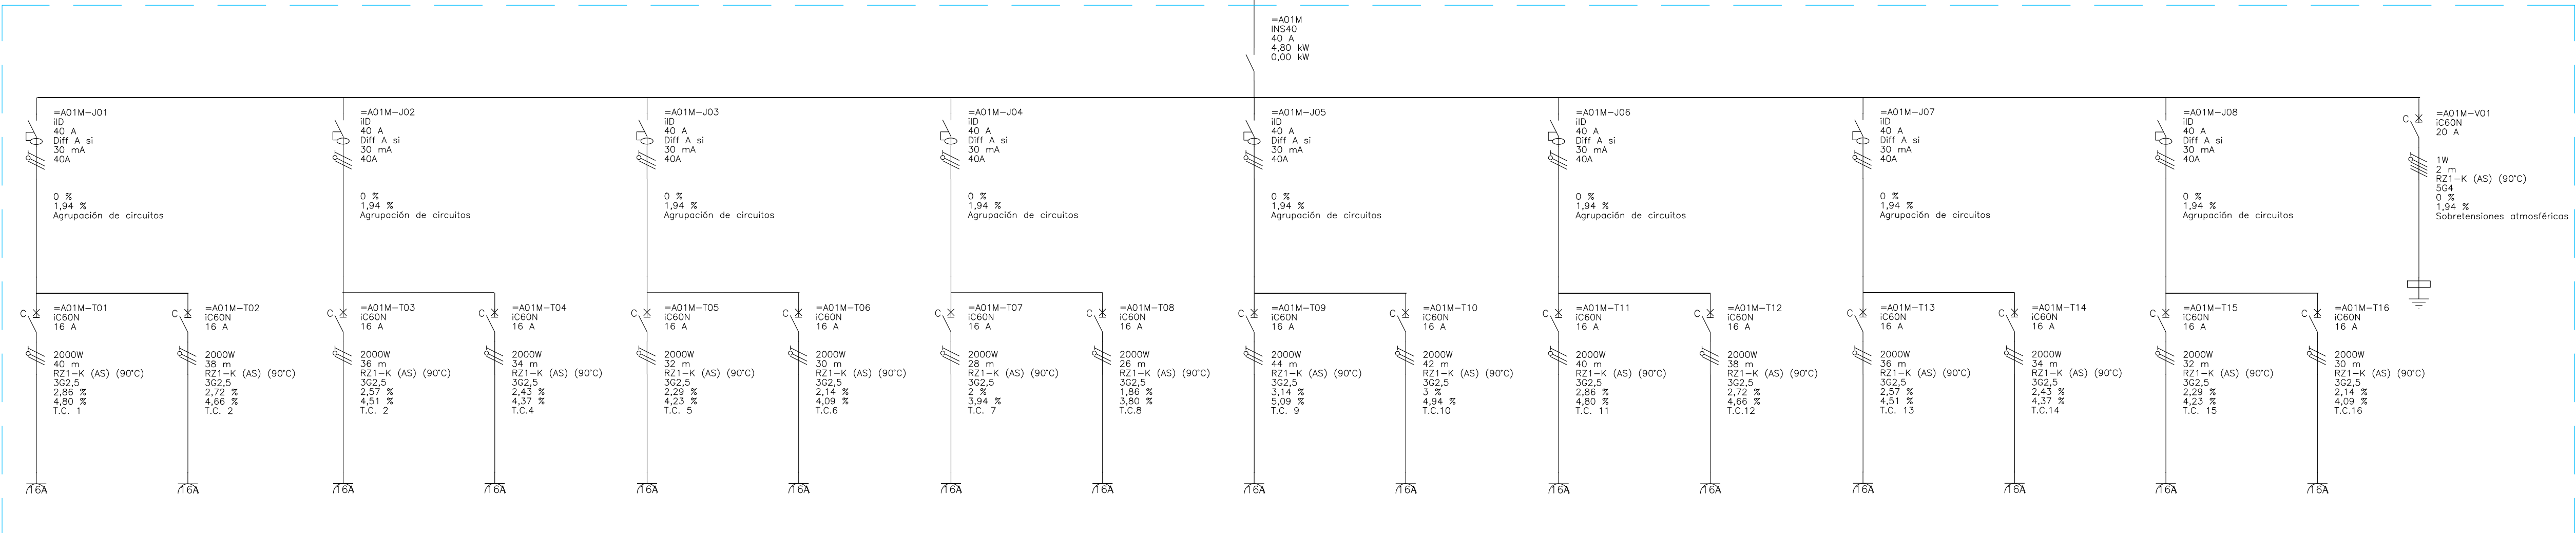 =A01M
INS40
40 A
4,80 kW
0,00 kW
=A01M-J01
iID
40 A
Diff A si
30 mA
40A
0 %
1,94 %
Agrupación de circuitos
=A01M-J02
iID
40 A
Diff A si
30 mA
40A
0 %
1,94 %
Agrupación de circuitos
=A01M-J03
iID
40 A
Diff A si
30 mA
40A
0 %
1,94 %
Agrupación de circuitos
=A01M-J04
iID
40 A
Diff A si
30 mA
40A
0 %
1,94 %
Agrupación de circuitos
=A01M-J05
iID
40 A
Diff A si
30 mA
40A
0 %
1,94 %
Agrupación de circuitos
=A01M-J06
iID
40 A
Diff A si
30 mA
40A
0 %
1,94 %
Agrupación de circuitos
=A01M-J07
iID
40 A
Diff A si
30 mA
40A
0 %
1,94 %
Agrupación de circuitos
=A01M-J08
iID
40 A
Diff A si
30 mA
40A
0 %
1,94 %
Agrupación de circuitos
C
=A01M-V01
iC60N
20 A
1W
2 m
RZ1-K (AS) (90°C)
5G4
0 %
1,94 %
Sobretensiones atmosféricas
C
=A01M-T01
iC60N
16 A
2000W
40 m
RZ1-K (AS) (90°C)
3G2,5
2,86 %
4,80 %
T.C. 1
16A
C
=A01M-T02
iC60N
16 A
2000W
38 m
RZ1-K (AS) (90°C)
3G2,5
2,72 %
4,66 %
T.C. 2
16A
C
=A01M-T03
iC60N
16 A
2000W
36 m
RZ1-K (AS) (90°C)
3G2,5
2,57 %
4,51 %
T.C. 2
16A
C
=A01M-T04
iC60N
16 A
2000W
34 m
RZ1-K (AS) (90°C)
3G2,5
2,43 %
4,37 %
T.C.4
16A
C
=A01M-T05
iC60N
16 A
2000W
32 m
RZ1-K (AS) (90°C)
3G2,5
2,29 %
4,23 %
T.C. 5
16A
C
=A01M-T06
iC60N
16 A
2000W
30 m
RZ1-K (AS) (90°C)
3G2,5
2,14 %
4,09 %
T.C.6
16A
C
=A01M-T07
iC60N
16 A
2000W
28 m
RZ1-K (AS) (90°C)
3G2,5
2 %
3,94 %
T.C. 7
16A
C
=A01M-T08
iC60N
16 A
2000W
26 m
RZ1-K (AS) (90°C)
3G2,5
1,86 %
3,80 %
T.C.8
16A
C
=A01M-T09
iC60N
16 A
2000W
44 m
RZ1-K (AS) (90°C)
3G2,5
3,14 %
5,09 %
T.C. 9
16A
C
=A01M-T10
iC60N
16 A
2000W
42 m
RZ1-K (AS) (90°C)
3G2,5
3 %
4,94 %
T.C.10
16A
C
=A01M-T11
iC60N
16 A
2000W
40 m
RZ1-K (AS) (90°C)
3G2,5
2,86 %
4,80 %
T.C. 11
16A
C
=A01M-T12
iC60N
16 A
2000W
38 m
RZ1-K (AS) (90°C)
3G2,5
2,72 %
4,66 %
T.C.12
16A
C
=A01M-T13
iC60N
16 A
2000W
36 m
RZ1-K (AS) (90°C)
3G2,5
2,57 %
4,51 %
T.C. 13
16A
C
=A01M-T14
iC60N
16 A
2000W
34 m
RZ1-K (AS) (90°C)
3G2,5
2,43 %
4,37 %
T.C.14
16A
C
=A01M-T15
iC60N
16 A
2000W
32 m
RZ1-K (AS) (90°C)
3G2,5
2,29 %
4,23 %
T.C. 15
16A
C
=A01M-T16
iC60N
16 A
2000W
30 m
RZ1-K (AS) (90°C)
3G2,5
2,14 %
4,09 %
T.C.16
16A